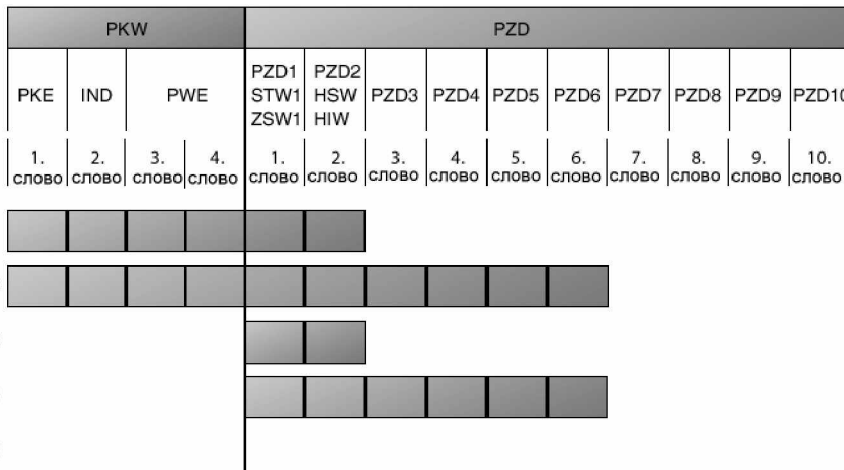 PKW PZD
PZD1 PZD2
PKE IND PWE STW1 HSW PZD3 PZD4 PZD5 PZD6 PZD7 PZD8 PZD9 PZD10
ZSW1 HIW
1. 2. 3. 4. 1. 2. 3. 4. 5. 6. 7. 8. 9. 10.
слово слово слово слово слово слово слово слово слово слово слово слово слово слово